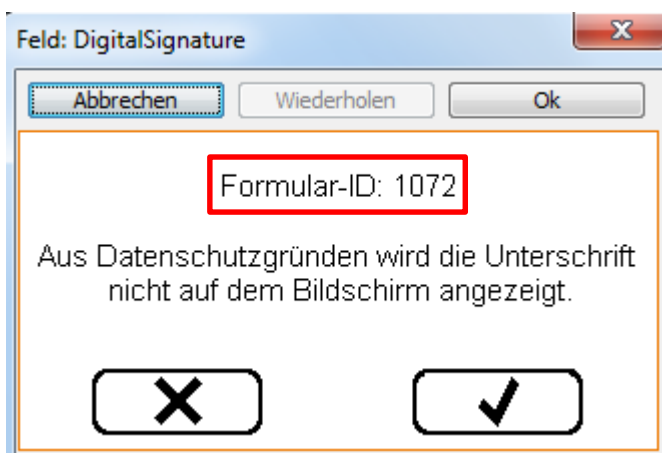 Feld: DigitalSignature
Abbrechen Wiederholen Ok
Formular-ID: 1072
Aus Datenschutzgründen wird die Unterschrift
nicht auf dem Bildschirm angezeigt.